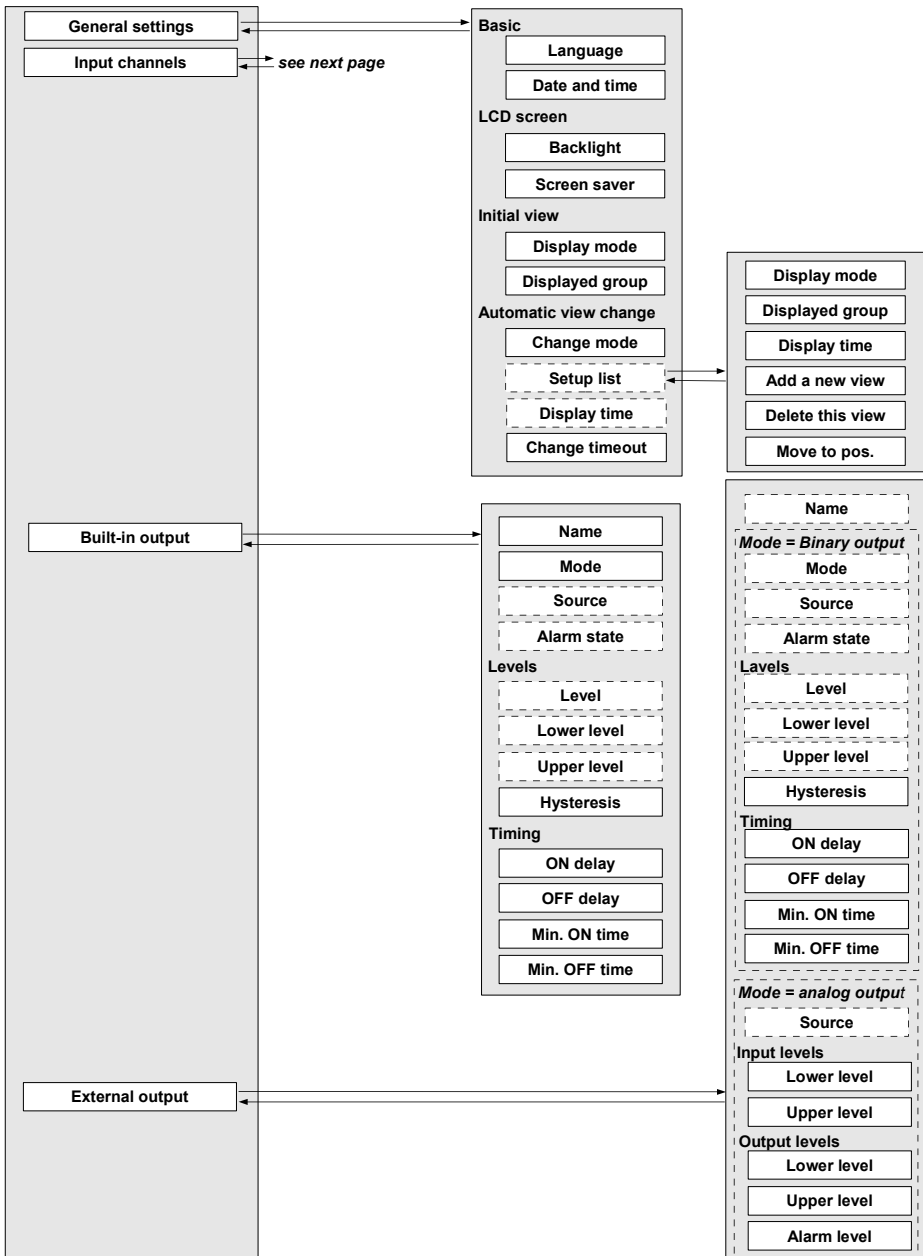 General settings
Input channels
see next page
Built-in output
External output
Basic
Language
Date and time
LCD screen
Backlight
Screen saver
Initial view
Display mode
Displayed group
Automatic view change
Change mode
Setup list
Display time
Change timeout
Display mode
Displayed group
Display time
Add a new view
Delete this view
Move to pos.
Name
Mode
Source
Alarm state
Levels
Level
Lower level
Upper level
Hysteresis
Timing
ON delay
OFF delay
Min. ON time
Min. OFF time
Name
Mode = Binary output
Mode
Source
Alarm state
Lavels
Level
Lower level
Upper level
Hysteresis
Timing
ON delay
OFF delay
Min. ON time
Min. OFF time
Mode = analog output
Source
Input levels
Lower level
Upper level
Output levels
Lower level
Upper level
Alarm level